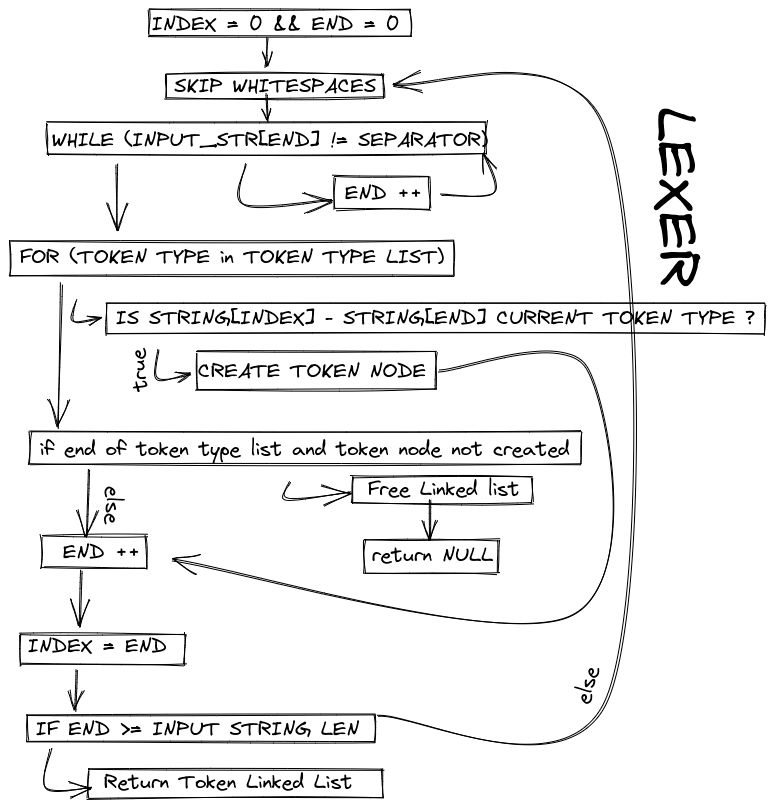 INDEX = 0 && END = 0
SKIP WHITESPACES
WHILE (INPUT_STR[END] != SEPARATOR)
END ++
FOR (TOKEN TYPE in TOKEN TYPE LIST)
IS STRING[INDEX] - STRING[END] CURRENT TOKEN TYPE ?
true
CREATE TOKEN NODE
if end of token type list and token node not created
Free Linked list
else
return NULL
END ++
INDEX = END
else
IF END >= INPUT STRING LEN
Return Token Linked List
LEXER